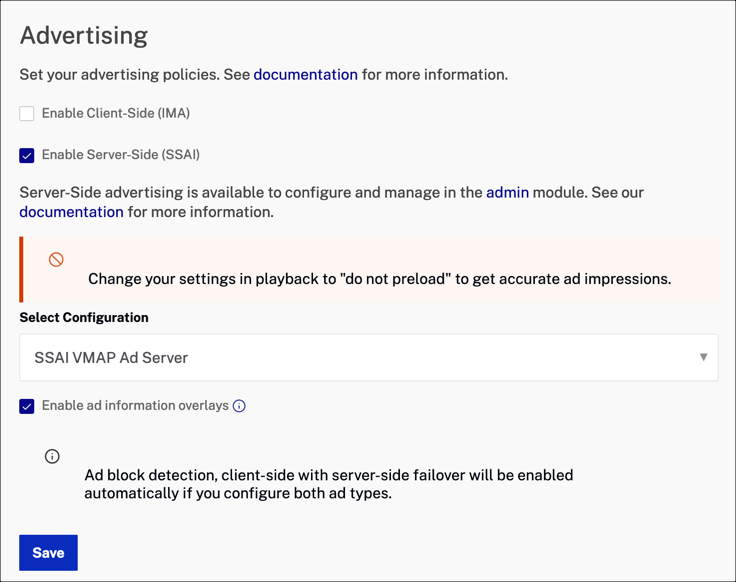 Advertising
Set your advertising policies. See documentation for more information.
Enable Client-Side (IMA)
Enable Server-Side (SSAI)
Server-Side advertising is available to configure and manage in the admin module. See our
documentation for more information.
Change your settings in playback to "do not preload" to get accurate ad impressions.
Select Configuration
SSAI VMAP Ad Server
Enable ad information overlays
Ad block detection, client-side with server-side failover will be enabled
automatically if you configure both ad types.
Save